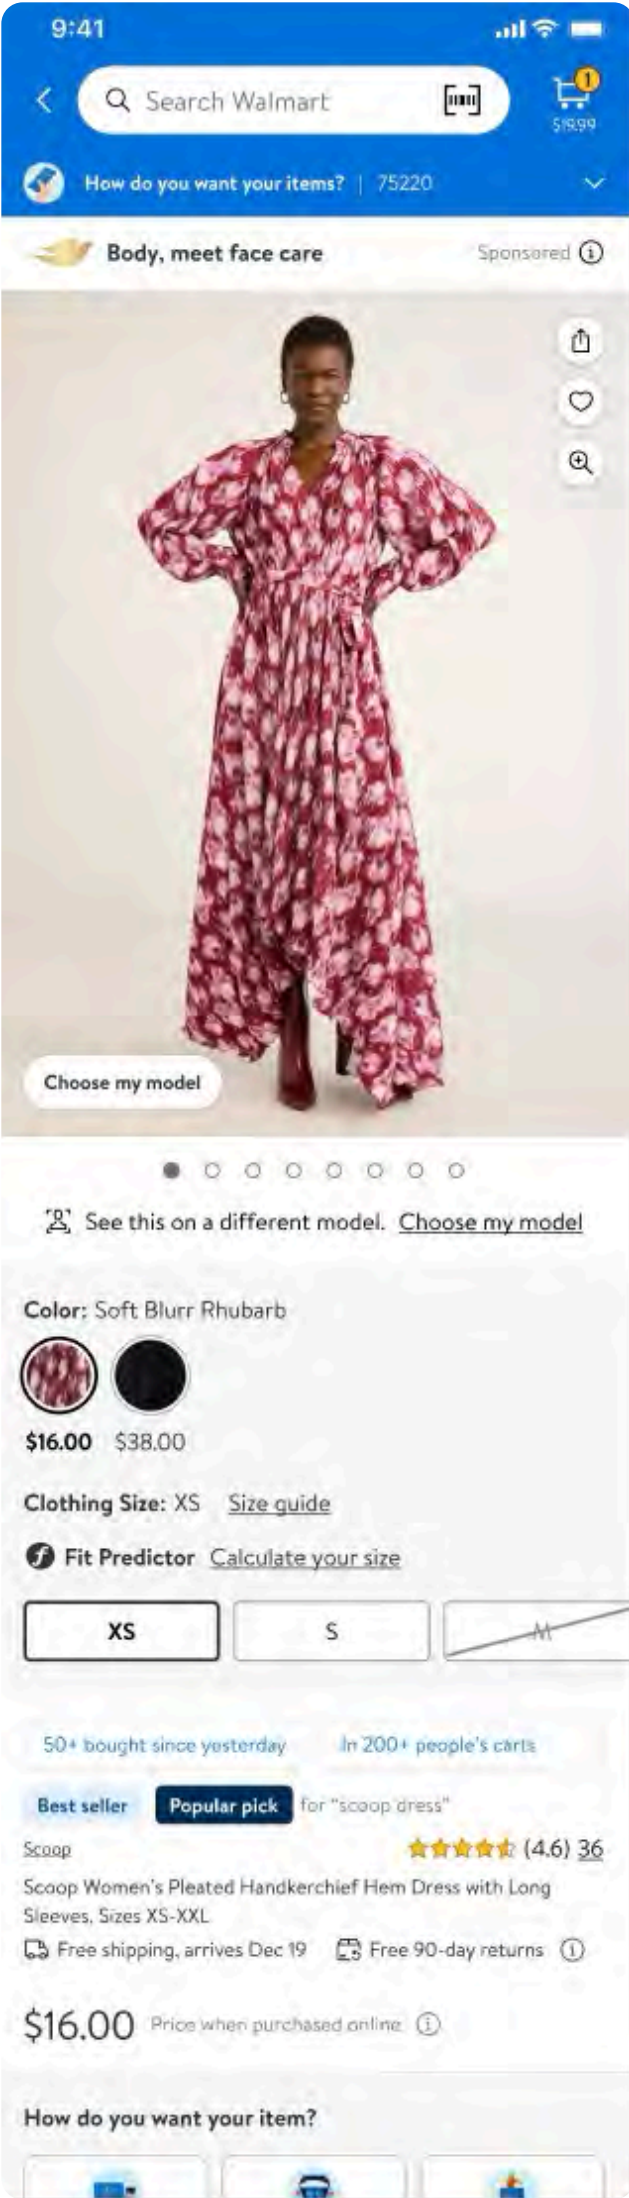 9:41
Search Walmart
1
$19.99
How do you want your items? | 75220
Body, meet face care
Sponsored
Choose my model
See this on a different model. Choose my model
Color: Soft Blurr Rhubarb
$16.00 $38.00
Clothing Size: XS Size guide
Fit Predictor Calculate your size
XS S M
50+ bought since yesterday In 200+ people's carts
Best seller Popular pick for "scoop dress"
Scoop (4.6) 36
Scoop Women's Pleated Handkerchief Hem Dress with Long
Sleeves, Sizes XS-XXL
Free shipping, arrives Dec 19 Free 90-day returns
$16.00 Price when purchased online
How do you want your item?